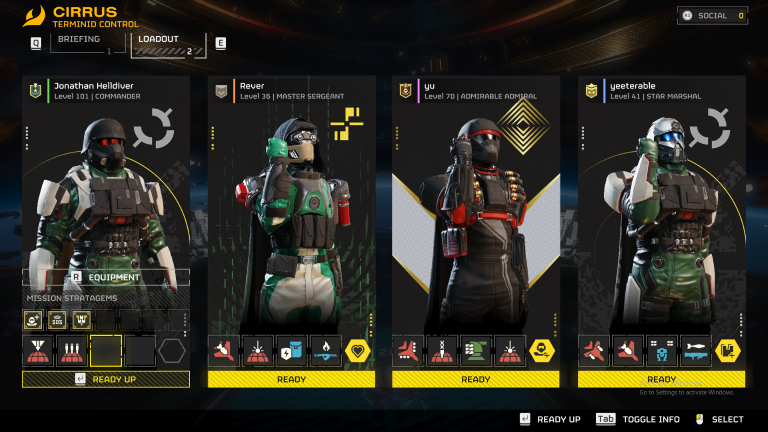 CIRRUS
TERMINID CONTROL
SOCIAL 0
Q BRIEFING 1 LOADOUT 2 E
Jonathan Helldiver
Level 101 | COMMANDER
Rever
Level 36 | MASTER SERGEANT
yu
Level 70 | ADMIRABLE ADMIRAL
yeeterable
Level 41 | STAR MARSHAL
R EQUIPMENT
MISSION STRATAGEMS
SOS
READY UP
READY
READY
READY
Go to Settings to activate Windows.
READY UP
Tab TOGGLE INFO
SELECT